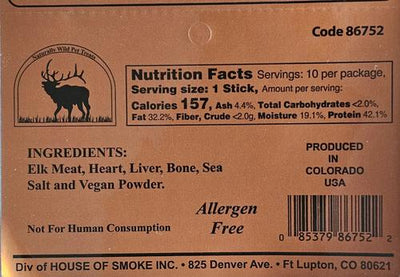 Code 86752
Naturally Wild Pet Treats
Nutrition Facts Servings: 10 per package,
Serving size: 1 Stick, Amount per serving:
Calories 157, Ash 4.4%, Total Carbohydrates <2.0%,
Fat 32.2%, Fiber, Crude <2.0g, Moisture 19.1%, Protein 42.1%
INGREDIENTS:
Elk Meat, Heart, Liver, Bone, Sea
Salt and Vegan Powder.
PRODUCED
IN
COLORADO
USA
Allergen
Free
Not For Human Consumption
0 85379 86752 2
Div of HOUSE OF SMOKE INC. • 825 Denver Ave. • Ft Lupton, CO 80621